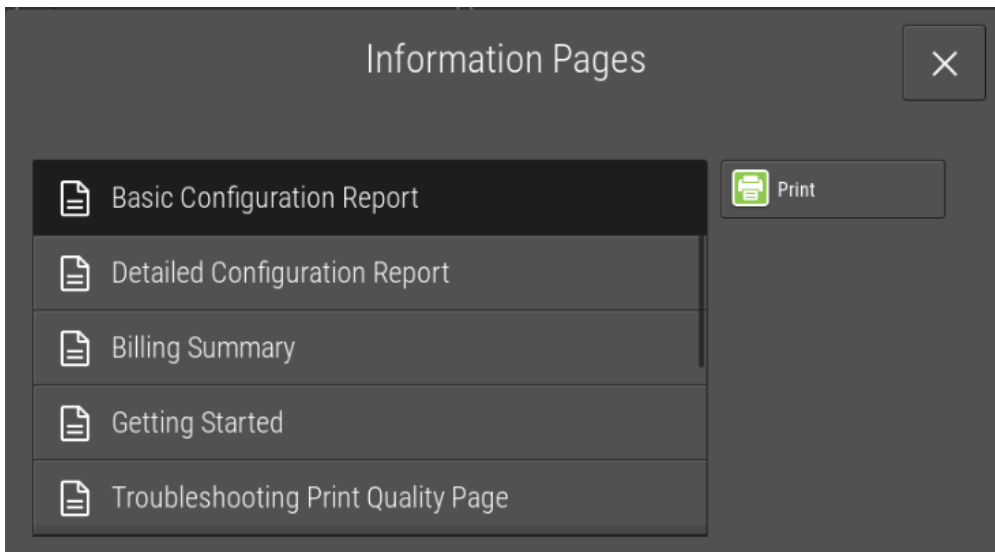 Information Pages
Basic Configuration Report
Print
Detailed Configuration Report
Billing Summary
Getting Started
Troubleshooting Print Quality Page